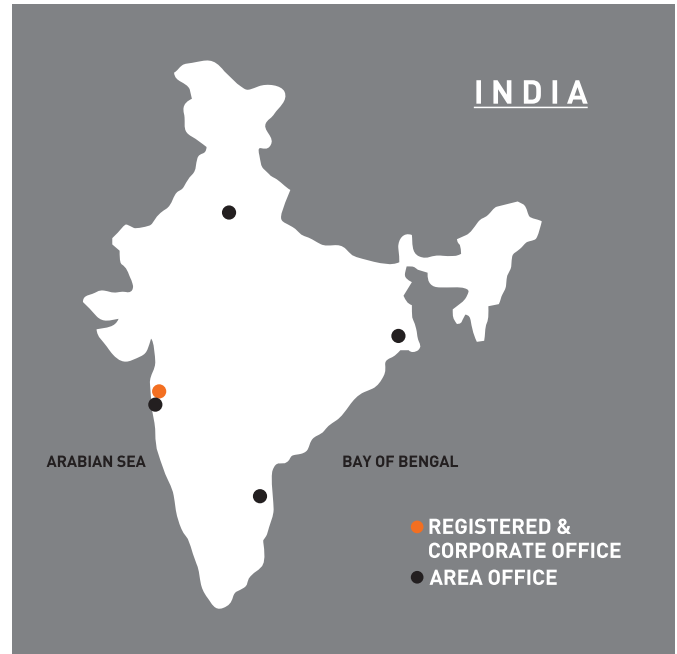 INDIA
ARABIAN SEA
BAY OF BENGAL
REGISTERED &
CORPORATE OFFICE
AREA OFFICE